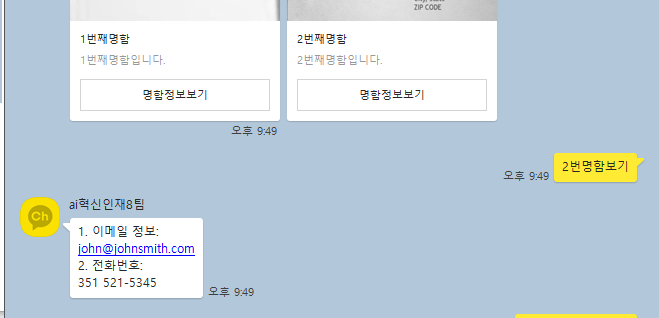 ZIP CODE
1번째명함
1번째명함입니다.
명함정보보기
2번째명함
2번째명함입니다.
명함정보보기
오후 9:49
오후 9:49
2번명함보기
Ch
ai혁신인재8팀
1. 이메일 정보:
john@johnsmith.com
2. 전화번호:
351 521-5345
오후 9:49